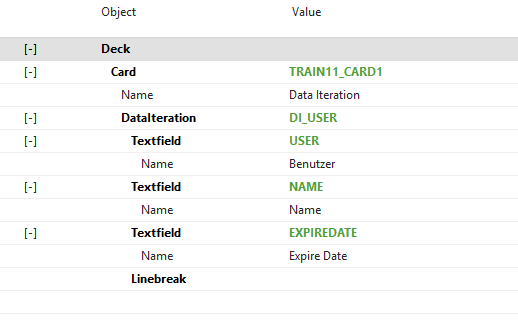 Object Value
[-] Deck
[-] Card TRAIN11_CARD1
Name Data Iteration
[-] DataIteration DI_USER
[-] Textfield USER
Name Benutzer
[-] Textfield NAME
Name Name
[-] Textfield EXPIREDATE
Name Expire Date
Linebreak